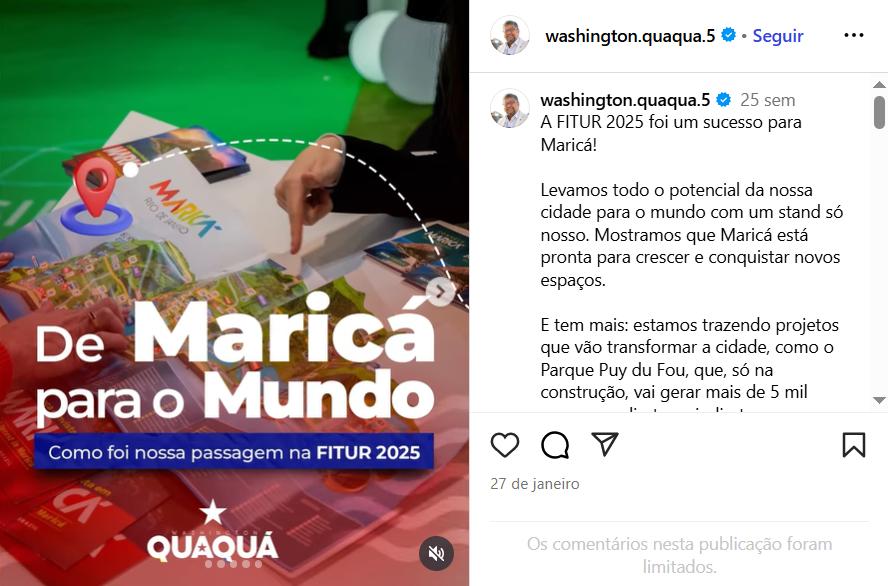 MARICÁ
RIO DE JANEIRO
De Maricá
para o Mundo
Como foi nossa passagem na FITUR 2025
WASHINGTON
QUAQUÁ
washington.quaqua.5 • Seguir
washington.quaqua.5 25 sem
A FITUR 2025 foi um sucesso para
Maricá!
Levamos todo o potencial da nossa
cidade para o mundo com um stand só
nosso. Mostramos que Maricá está
pronta para crescer e conquistar novos
espaços.
E tem mais: estamos trazendo projetos
que vão transformar a cidade, como o
Parque Puy du Fou, que, só na
construção, vai gerar mais de 5 mil
27 de janeiro
Os comentários nesta publicação foram
limitados.